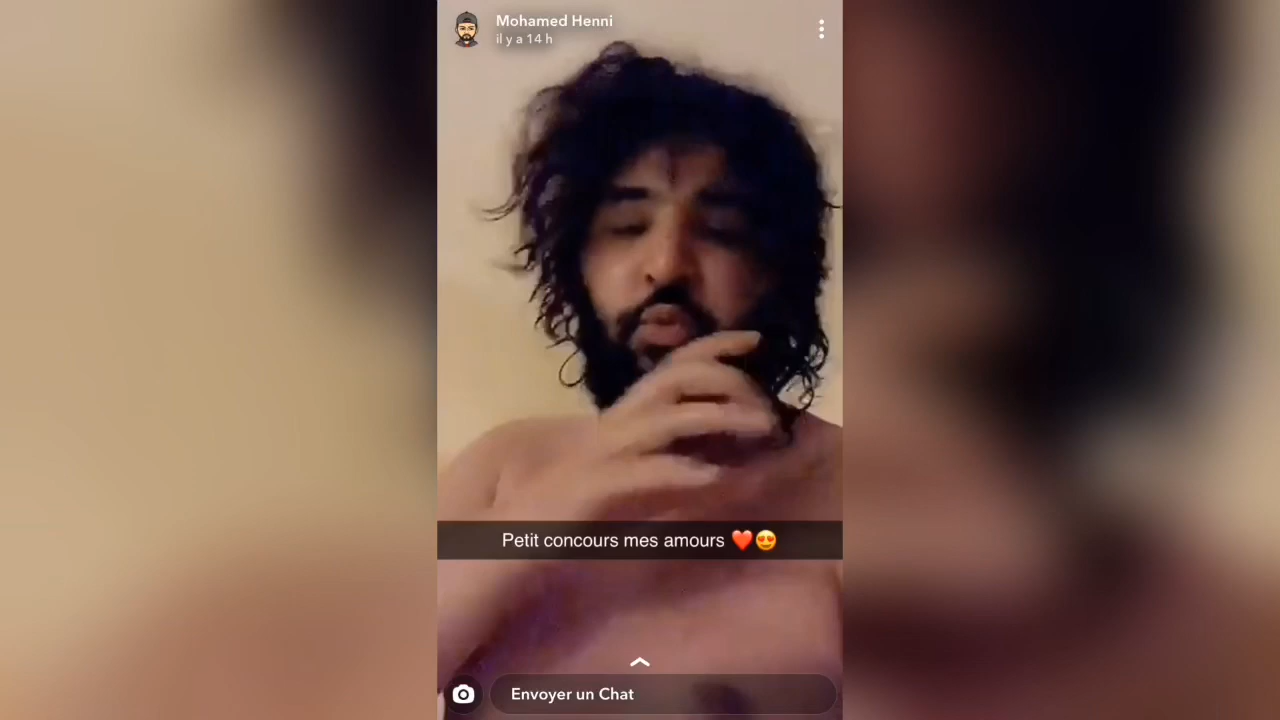 Mohamed Henni
il y a 14 h
Petit concours mes amours ❤️😍
Envoyer un Chat